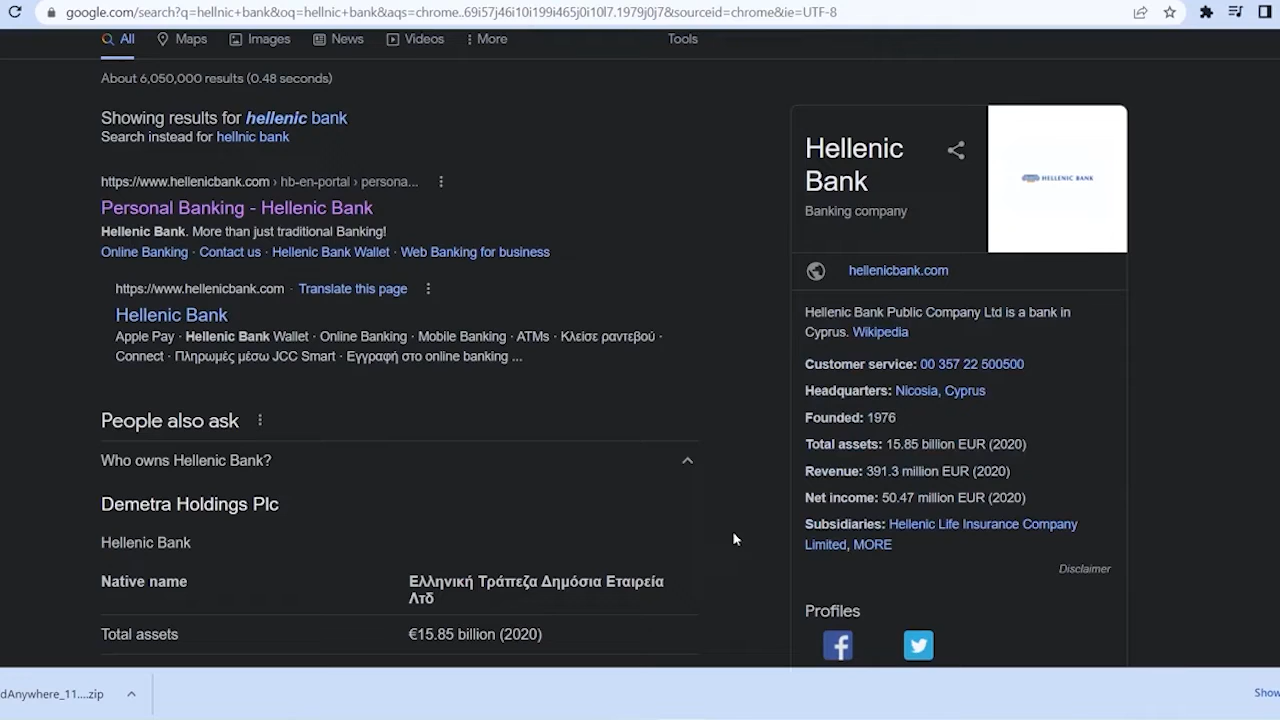 google.com/search?q=hellnic+bank&oq=hellnic+bank&aqs=chrome..69i57j46i10i199i465j0i10l7.1979j0j7&sourceid=chrome&ie=UTF-8
All Maps Images News Videos More Tools
About 6,050,000 results (0.48 seconds)
Showing results for hellenic bank
Search instead for hellnic bank
https://www.hellenicbank.com › hb-en-portal › persona...
Personal Banking - Hellenic Bank
Hellenic Bank. More than just traditional Banking!
Online Banking · Contact us · Hellenic Bank Wallet · Web Banking for business
https://www.hellenicbank.com · Translate this page
Hellenic Bank
Apple Pay · Hellenic Bank Wallet · Online Banking · Mobile Banking · ATMs · Κλείσε ραντεβού ·
Connect · Πληρωμές μέσω JCC Smart · Εγγραφή στο online banking ...
People also ask
Who owns Hellenic Bank?
Demetra Holdings Plc
Hellenic Bank
Native name Ελληνική Τράπεζα Δημόσια Εταιρεία
Λτδ
Total assets €15.85 billion (2020)
Hellenic
Bank
Banking company
HELLENIC BANK
hellenicbank.com
Hellenic Bank Public Company Ltd is a bank in
Cyprus. Wikipedia
Customer service: 00 357 22 500500
Headquarters: Nicosia, Cyprus
Founded: 1976
Total assets: 15.85 billion EUR (2020)
Revenue: 391.3 million EUR (2020)
Net income: 50.47 million EUR (2020)
Subsidiaries: Hellenic Life Insurance Company
Limited, MORE
Disclaimer
Profiles
dAnywhere_11....zip
Show